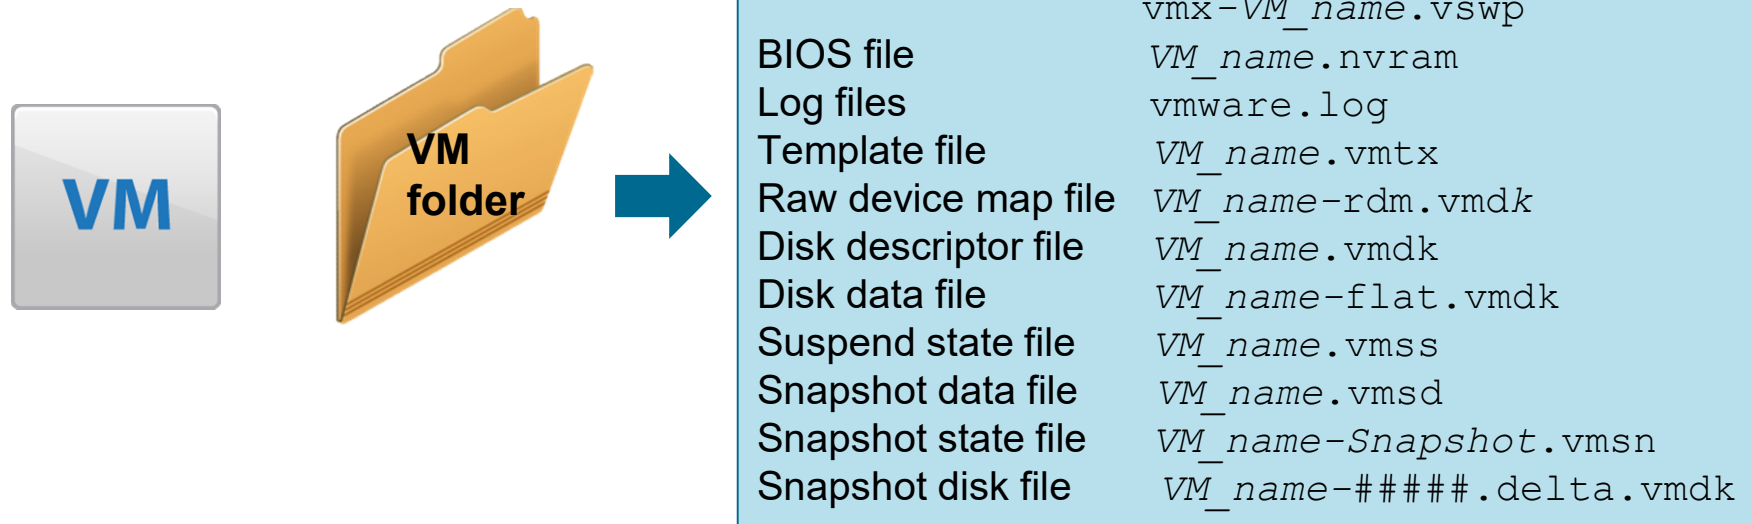 VM
VM
folder
vmx-VM_name.vswp
BIOS file VM_name.nvram
Log files vmware.log
Template file VM_name.vmtx
Raw device map file VM_name-rdm.vmdk
Disk descriptor file VM_name.vmdk
Disk data file VM_name-flat.vmdk
Suspend state file VM_name.vmss
Snapshot data file VM_name.vmsd
Snapshot state file VM_name-Snapshot.vmsn
Snapshot disk file VM_name-#####.delta.vmdk